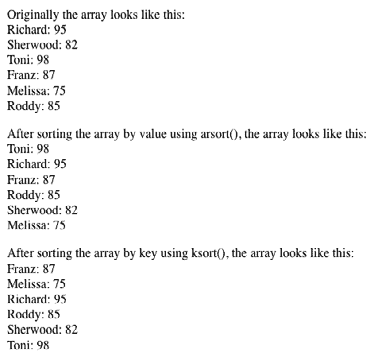 Originally the array looks like this:
Richard: 95
Sherwood: 82
Toni: 98
Franz: 87
Melissa: 75
Roddy: 85
After sorting the array by value using arsort(), the array looks like this:
Toni: 98
Richard: 95
Franz: 87
Roddy: 85
Sherwood: 82
Melissa: 75
After sorting the array by key using ksort(), the array looks like this:
Franz: 87
Melissa: 75
Richard: 95
Roddy: 85
Sherwood: 82
Toni: 98